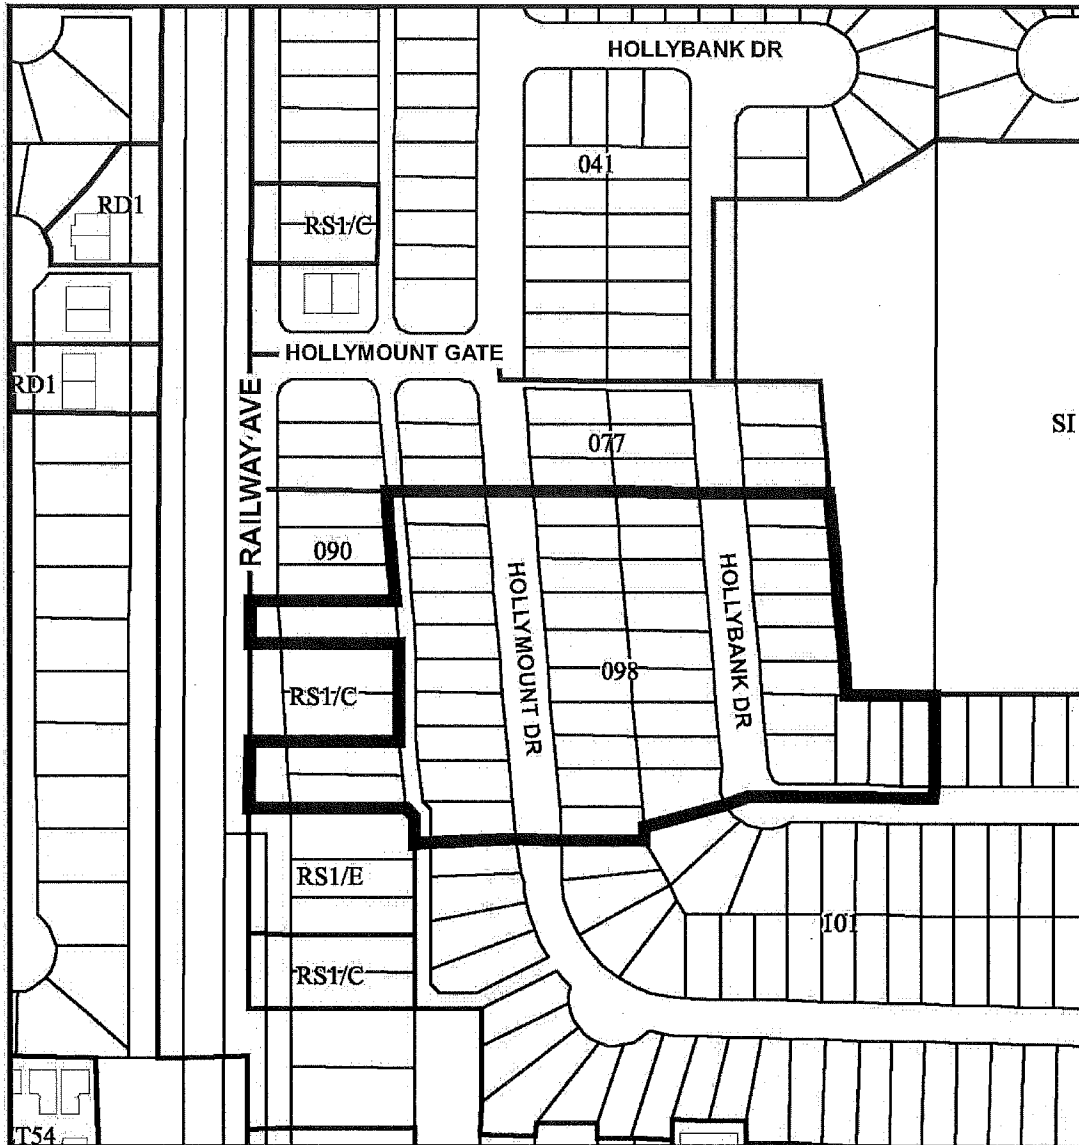 HOLLYBANK DR
041
RD1
RS1/C
HOLLYMOUNT GATE
RD1
RAILWAY AVE
SI
077
090
HOLLYMOUNT DR
HOLLYBANK DR
098
RS1/C
RS1/E
101
RS1/C
T54